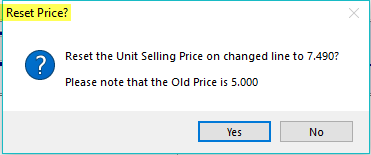 Reset Price?
Reset the Unit Selling Price on changed line to 7.490?
Please note that the Old Price is 5.000
Yes
No